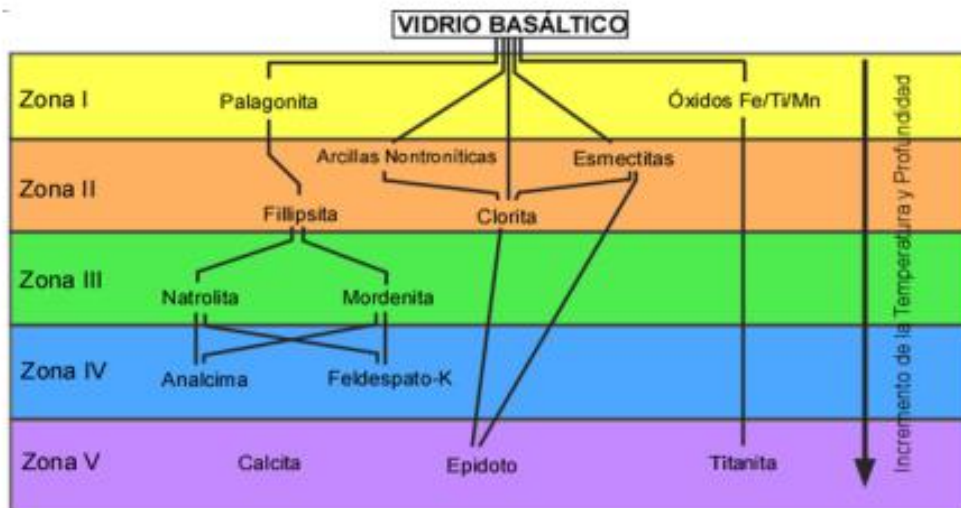 VIDRIO BASÁLTICO
Zona I
Palagonita
Óxidos Fe/Ti/Mn
Arcillas Nontroníticas
Esmectitas
Zona II
Fillipsita
Clorita
Zona III
Natrolita
Mordenita
Zona IV
Analcima
Feldespato-K
Zona V
Calcita
Epidoto
Titanita
Incremento de la Temperatura y Profundidad